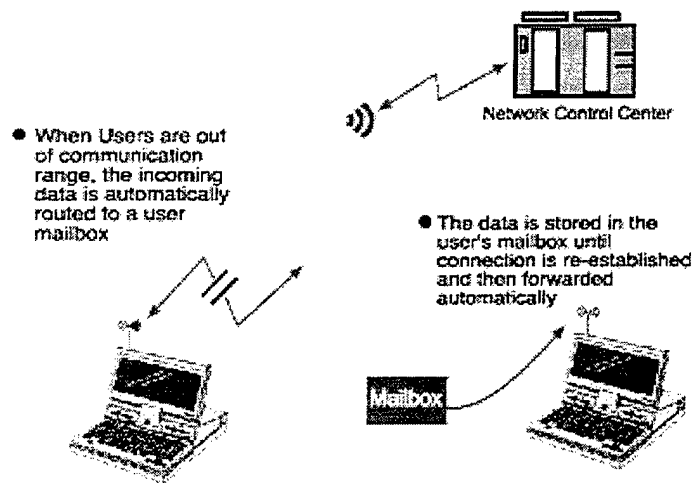 Network Control Center
● When Users are out
of communication
range, the incoming
data is automatically
routed to a user
mailbox
● The data is stored in the
user's mailbox until
connection is re-established
and then forwarded
automatically
Mailbox